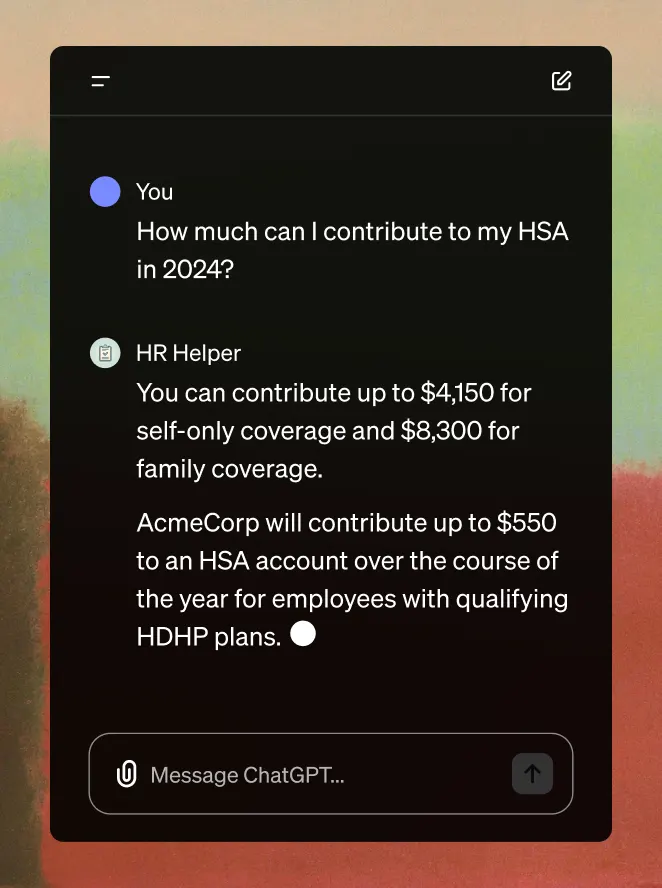 You
How much can I contribute to my HSA
in 2024?
HR Helper
You can contribute up to $4,150 for
self-only coverage and $8,300 for
family coverage.
AcmeCorp will contribute up to $550
to an HSA account over the course of
the year for employees with qualifying
HDHP plans.
Message ChatGPT...